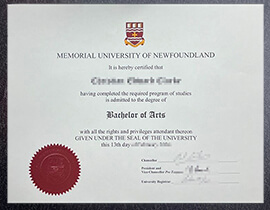 MEMORIAL UNIVERSITY OF NEWFOUNDLAND
It is hereby certified that
having completed the required program of studies
is admitted to the degree of
Bachelor of Arts
with all the rights and privileges attendant thereon.
GIVEN UNDER THE SEAL OF THE UNIVERSITY
this 13th day
Chancellor
President and
Vice-Chancellor Pro Tempore
University Registrar